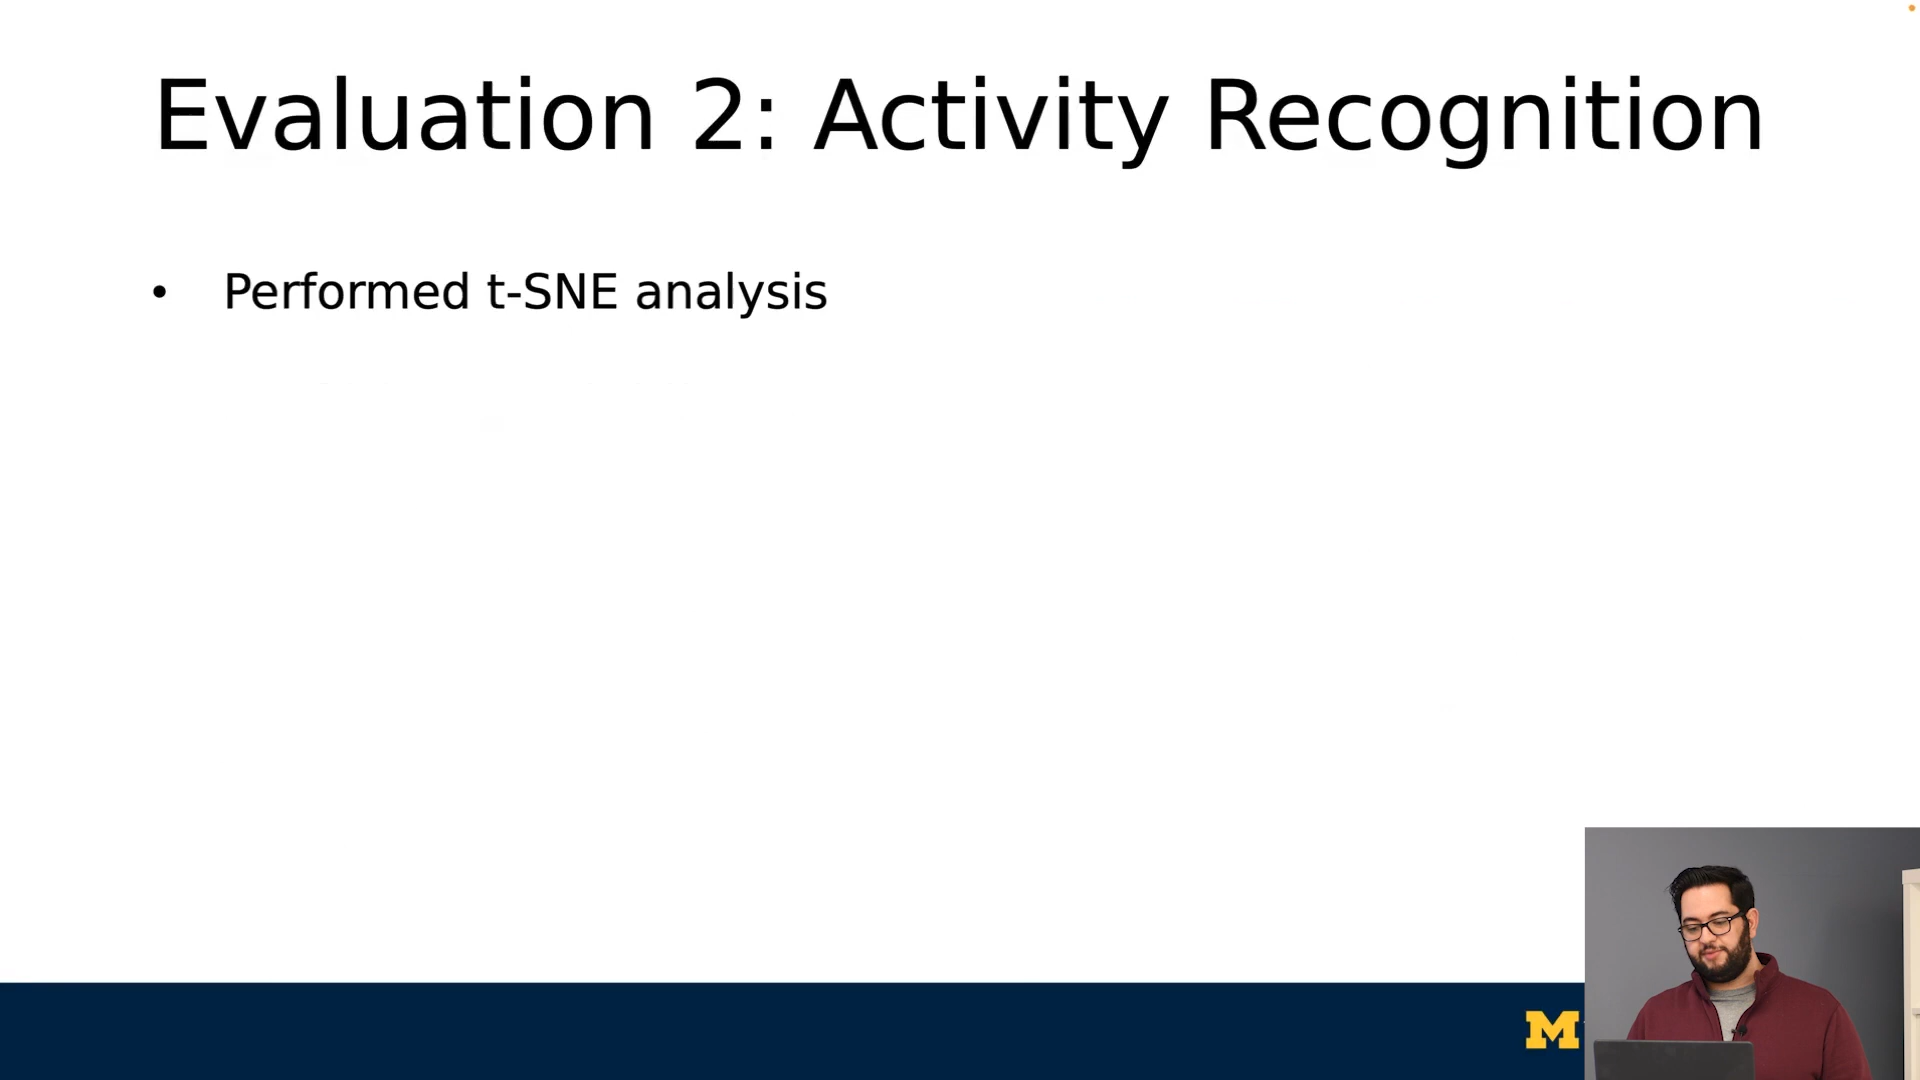 Evaluation 2: Activity Recognition
• Performed t-SNE analysis
M